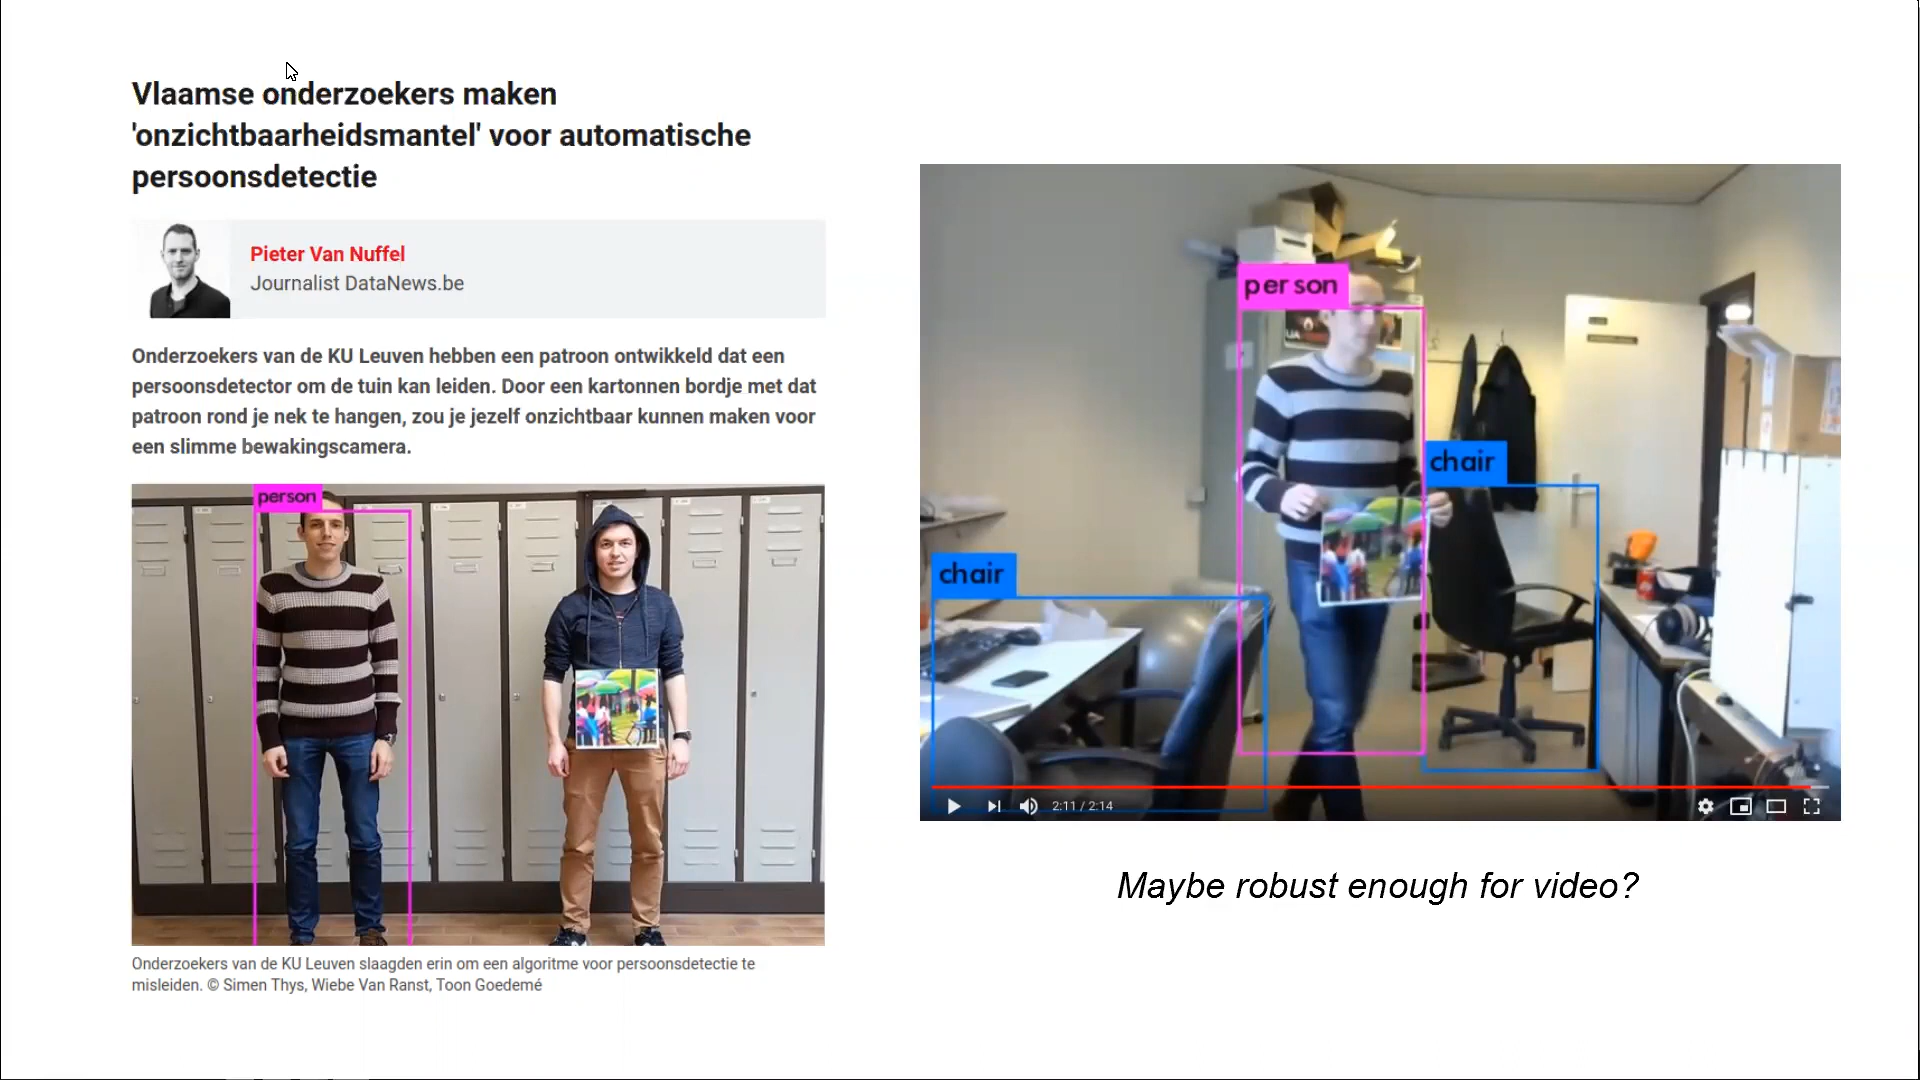 Vlaamse onderzoekers maken
'onzichtbaarheidsmantel' voor automatische
persoonsdetectie
Pieter Van Nuffel
Journalist DataNews.be
Onderzoekers van de KU Leuven hebben een patroon ontwikkeld dat een
persoonsdetector om de tuin kan leiden. Door een kartonnen bordje met dat
patroon rond je nek te hangen, zou je jezelf onzichtbaar kunnen maken voor
een slimme bewakingscamera.
person
Onderzoekers van de KU Leuven slaagden erin om een algoritme voor persoonsdetectie te
misleiden. © Simen Thys, Wiebe Van Ranst, Toon Goedemé
person
chair
chair
2:11 / 2:14
Maybe robust enough for video?